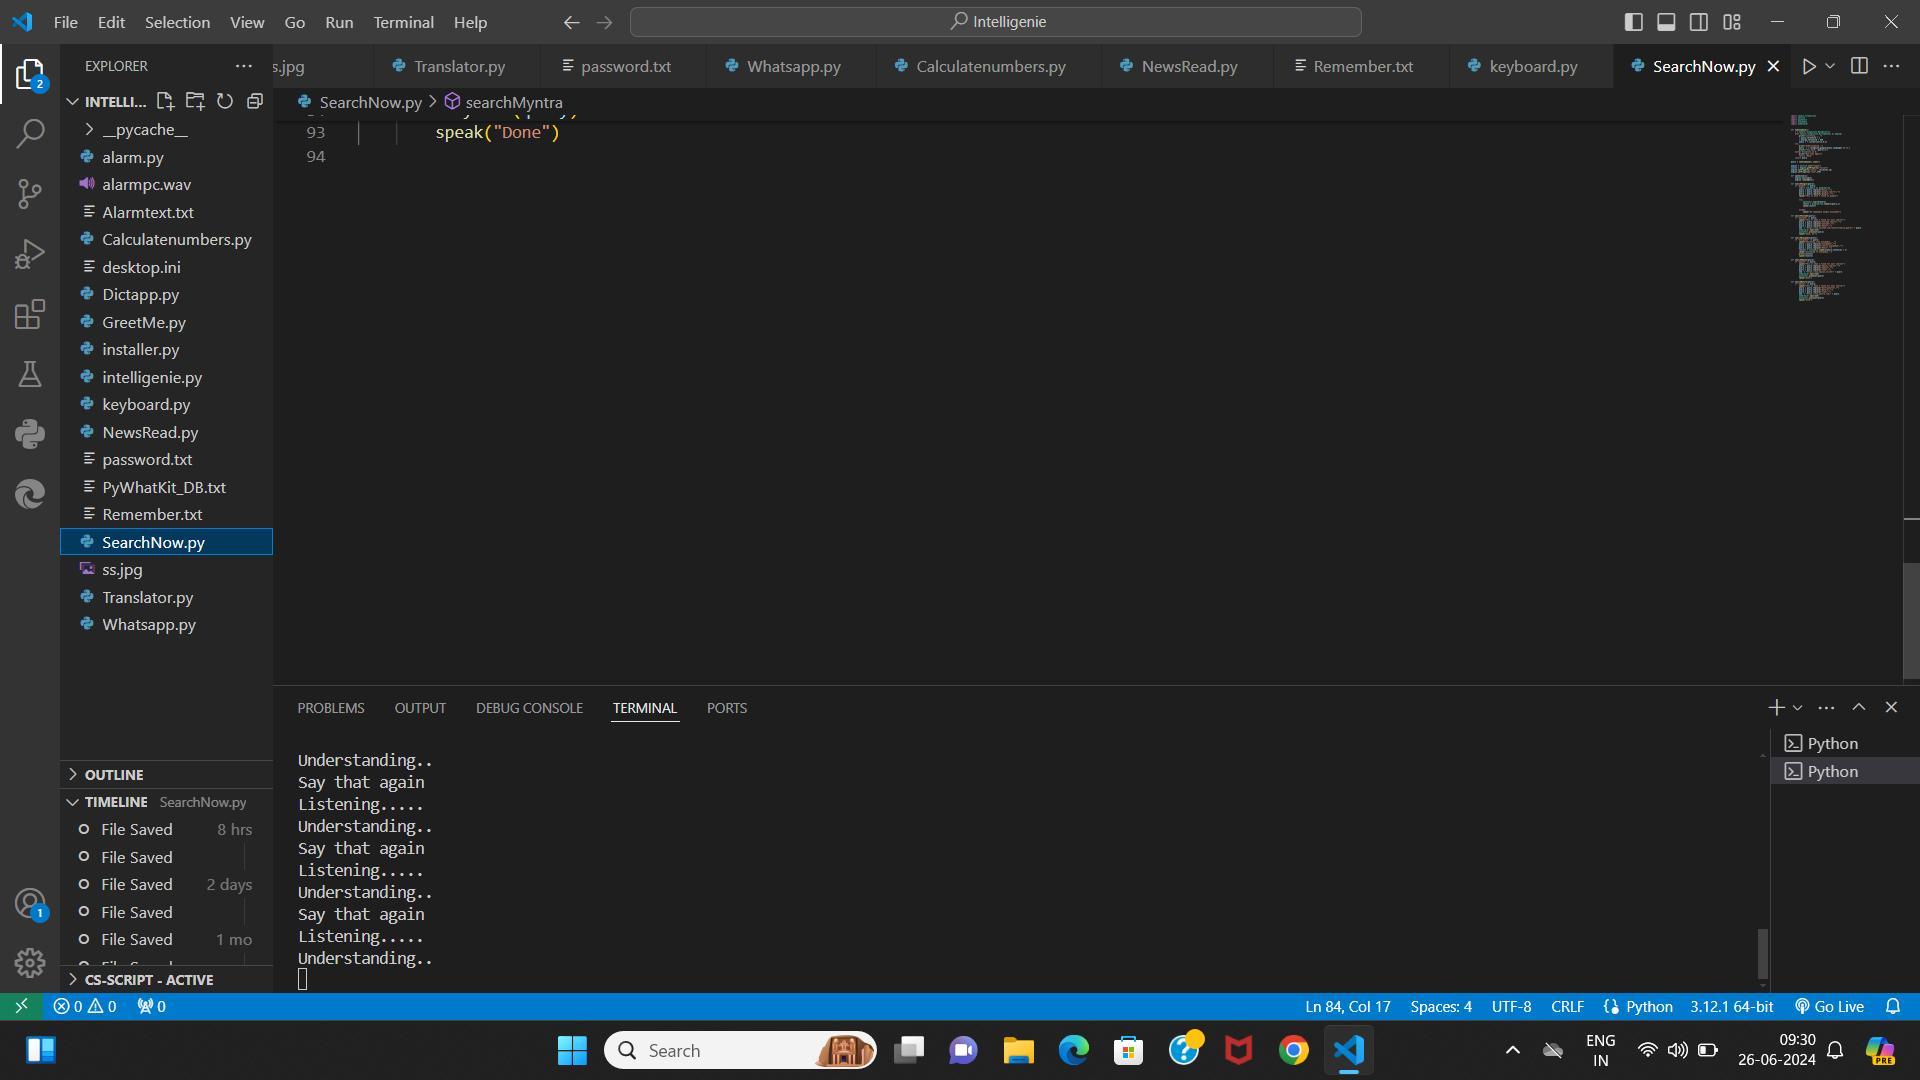 File Edit Selection View Go Run Terminal Help
Intelligenie
EXPLORER
s.jpg
Translator.py
password.txt
Whatsapp.py
Calculatenumbers.py
NewsRead.py
Remember.txt
keyboard.py
SearchNow.py
SearchNow.py > searchMyntra
INTELLI...
__pycache__
alarm.py
alarmpc.wav
Alarmtext.txt
Calculatenumbers.py
desktop.ini
Dictapp.py
GreetMe.py
installer.py
intelligenie.py
keyboard.py
NewsRead.py
password.txt
PyWhatKit_DB.txt
Remember.txt
SearchNow.py
ss.jpg
Translator.py
Whatsapp.py
93 speak("Done")
94
PROBLEMS OUTPUT DEBUG CONSOLE TERMINAL PORTS
Understanding..
Say that again
Listening.....
Understanding..
Say that again
Listening.....
Understanding..
Say that again
Listening.....
Understanding..
Python
Python
OUTLINE
TIMELINE SearchNow.py
File Saved 8 hrs
File Saved
File Saved 2 days
File Saved
File Saved 1 mo
CS-SCRIPT - ACTIVE
2
1
0 0 0
Ln 84, Col 17 Spaces: 4 UTF-8 CRLF Python 3.12.1 64-bit Go Live
Search
ENG
IN
09:30
26-06-2024
PRE